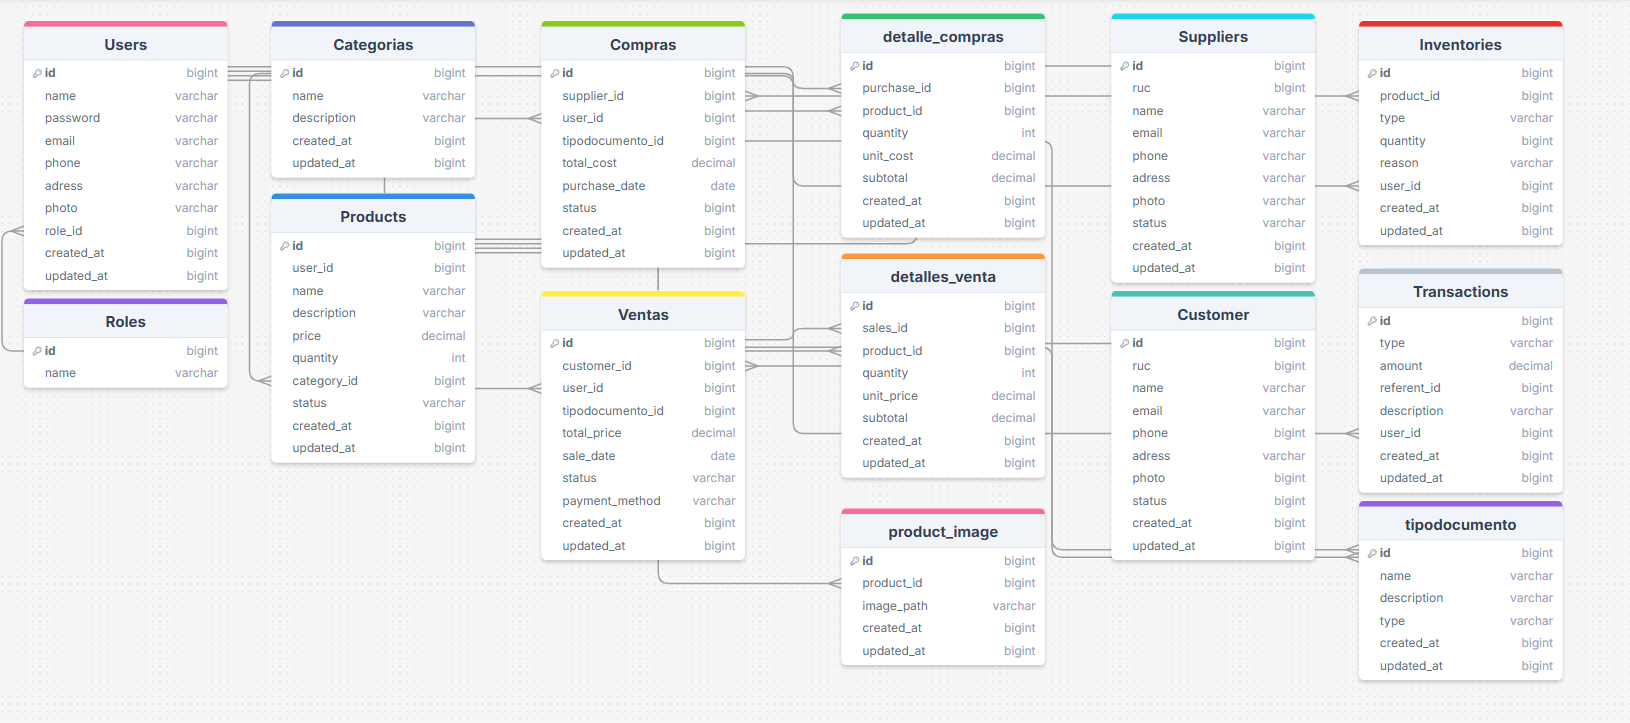 Users
id bigint
name varchar
password varchar
email varchar
phone varchar
adress varchar
photo varchar
role_id bigint
created_at bigint
updated_at bigint
Roles
id bigint
name varchar
Categorias
id bigint
name varchar
description varchar
created_at bigint
updated_at bigint
Products
id bigint
user_id bigint
name varchar
description varchar
price decimal
quantity int
category_id bigint
status varchar
created_at bigint
updated_at bigint
Compras
id bigint
supplier_id bigint
user_id bigint
tipodocumento_id bigint
total_cost decimal
purchase_date date
status bigint
created_at bigint
updated_at bigint
Ventas
id bigint
customer_id bigint
user_id bigint
tipodocumento_id bigint
total_price decimal
sale_date date
status varchar
payment_method varchar
created_at bigint
updated_at bigint
detalle_compras
id bigint
purchase_id bigint
product_id bigint
quantity int
unit_cost decimal
subtotal decimal
created_at bigint
updated_at bigint
detalles_venta
id bigint
sales_id bigint
product_id bigint
quantity int
unit_price decimal
subtotal decimal
created_at bigint
updated_at bigint
product_image
id bigint
product_id bigint
image_path varchar
created_at bigint
updated_at bigint
Suppliers
id bigint
ruc bigint
name varchar
email varchar
phone varchar
adress varchar
photo varchar
status varchar
created_at bigint
updated_at bigint
Customer
id bigint
ruc bigint
name varchar
email varchar
phone bigint
adress varchar
photo bigint
status bigint
created_at bigint
updated_at bigint
Inventories
id bigint
product_id bigint
type varchar
quantity bigint
reason varchar
user_id bigint
created_at bigint
updated_at bigint
Transactions
id bigint
type varchar
amount decimal
referent_id bigint
description varchar
user_id bigint
created_at bigint
updated_at bigint
tipodocumento
id bigint
name varchar
description varchar
type varchar
created_at bigint
updated_at bigint